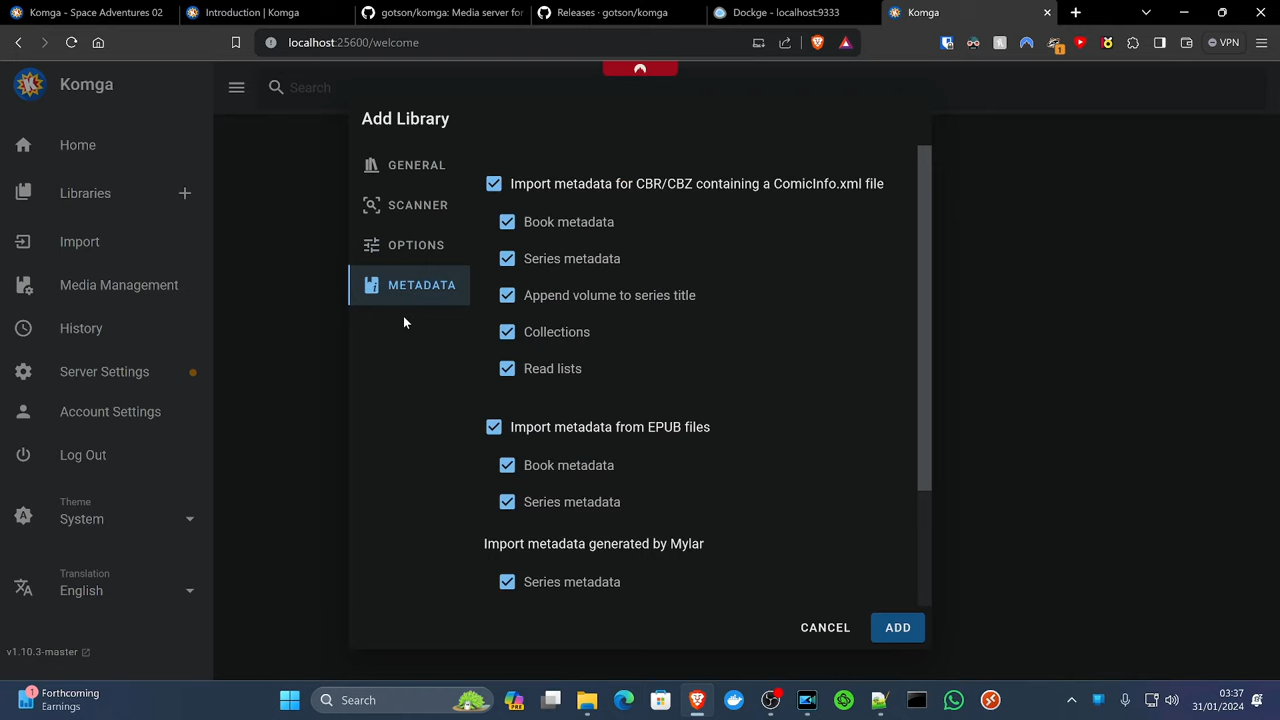 Komga - Space Adventures 02
Introduction | Komga
gotson/komga: Media server for
Releases · gotson/komga
Dockge - localhost:9333
Komga
localhost:25600/welcome
1
VPN
Komga
Search
Home
Libraries
Import
Media Management
History
Server Settings
Account Settings
Log Out
Theme
System
Translation
English
v1.10.3-master
Add Library
GENERAL
SCANNER
OPTIONS
METADATA
Import metadata for CBR/CBZ containing a ComicInfo.xml file
Book metadata
Series metadata
Append volume to series title
Collections
Read lists
Import metadata from EPUB files
Book metadata
Series metadata
Import metadata generated by Mylar
Series metadata
CANCEL
ADD
1
Forthcoming
Earnings
Search
03:37
31/01/2024